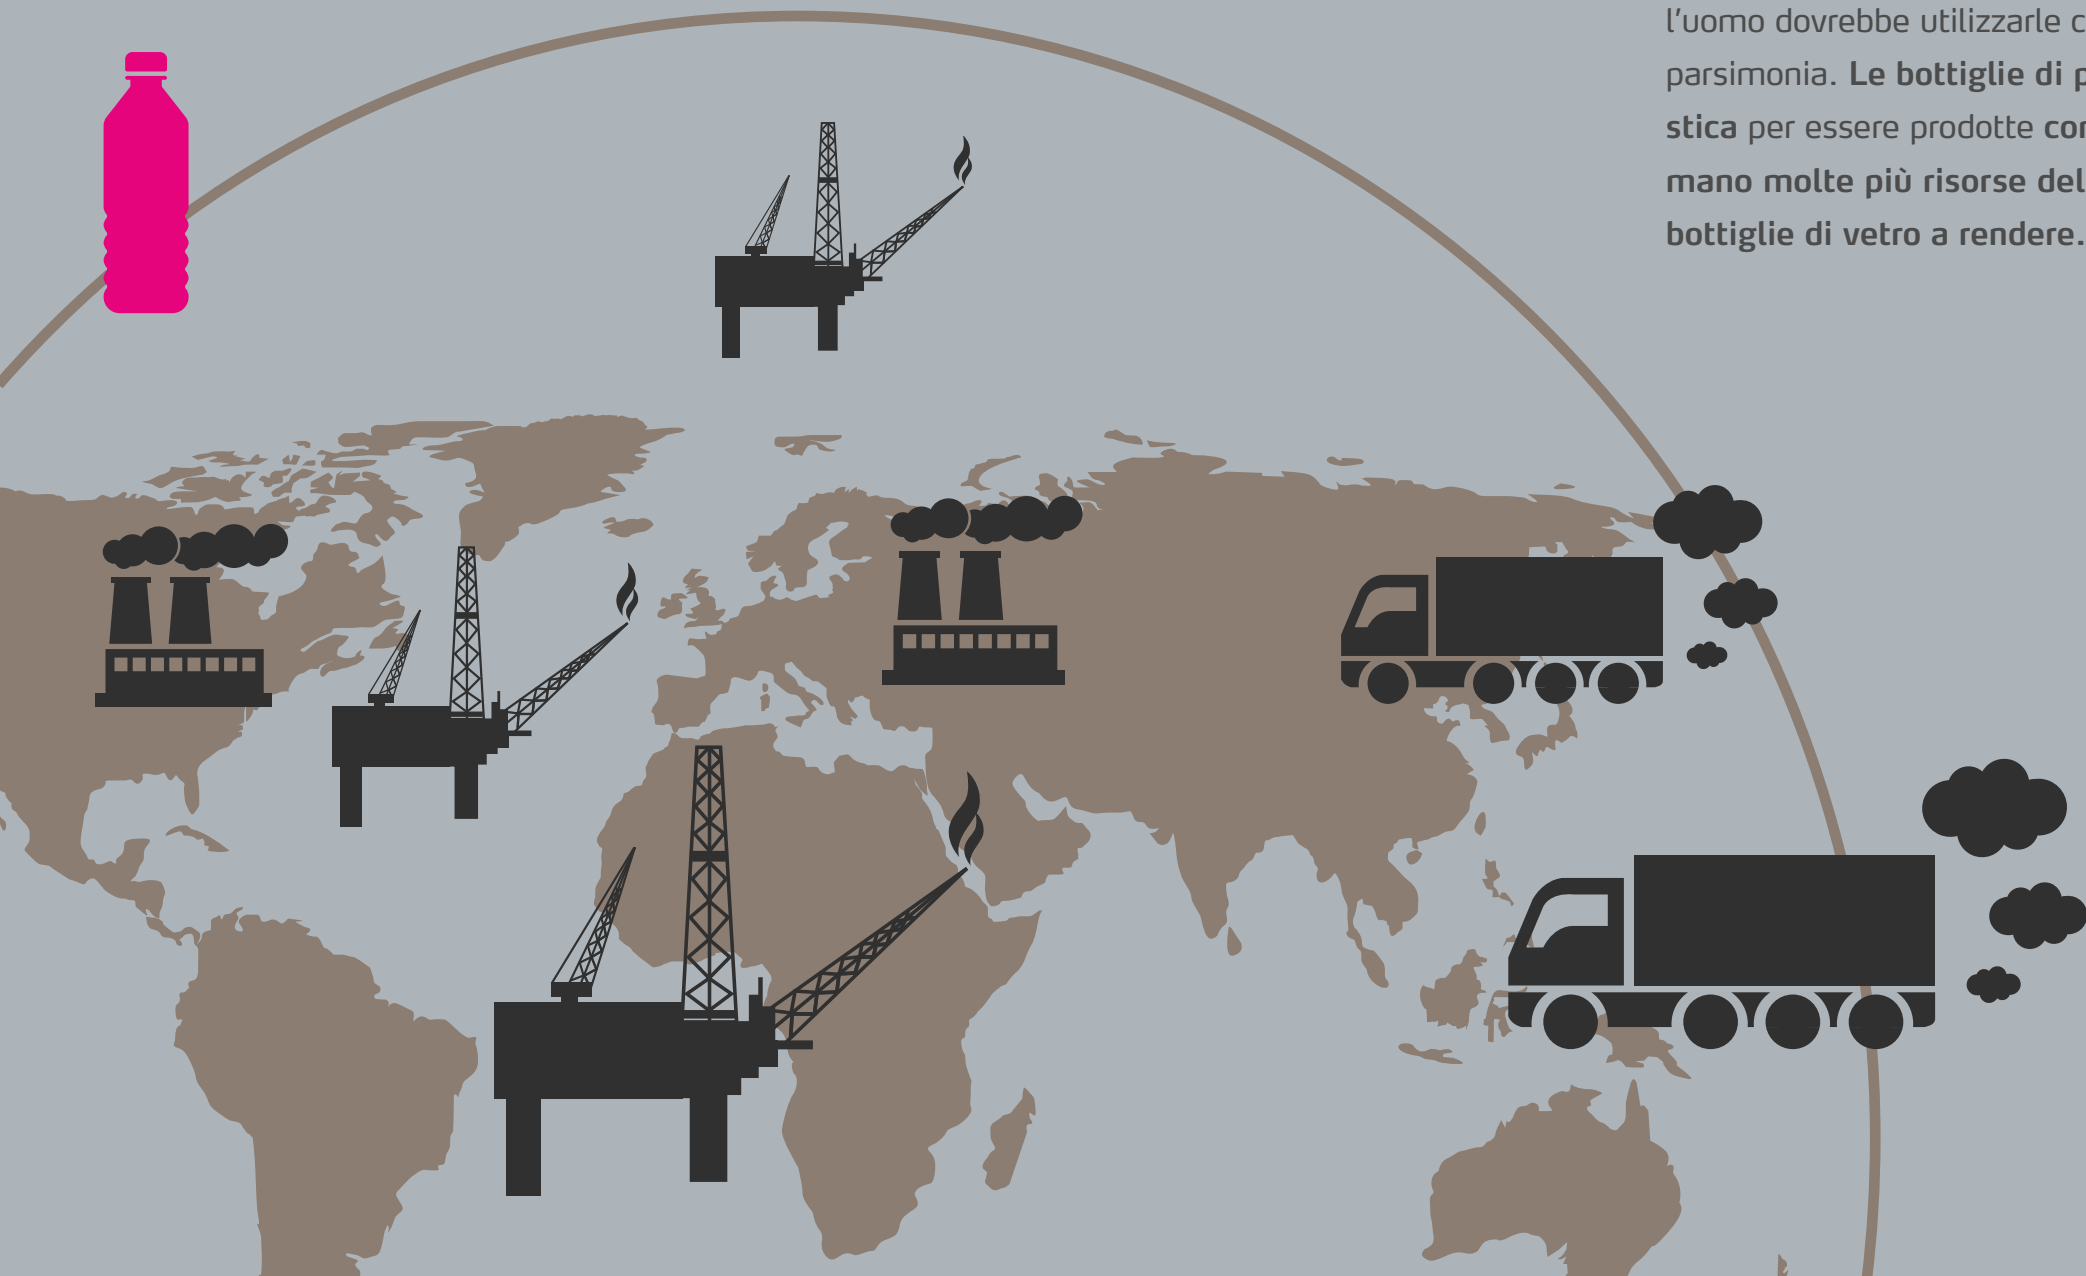 l'uomo dovrebbe utilizzarle c
parsimonia. Le bottiglie di p
stica per essere prodotte con
mano molte più risorse del
bottiglie di vetro a rendere.